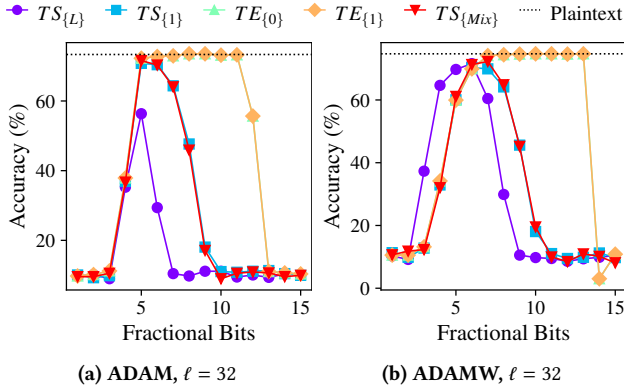 TS{L} TS{1} TE{0} TE{1} TS{Mix} Plaintext
Accuracy (%)
60
40
20
5 10 15
Fractional Bits
(a) ADAM, ℓ = 32
Accuracy (%)
60
40
20
0
5 10 15
Fractional Bits
(b) ADAMW, ℓ = 32